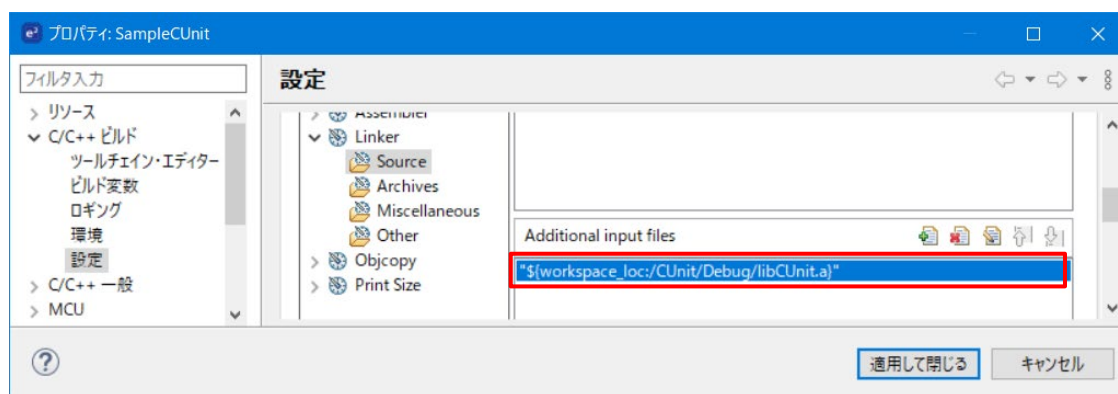 e² プロパティ: SampleCUnit
フィルタ入力
リソース
C/C++ ビルド
ツールチェイン・エディター
ビルド変数
ロギング
環境
設定
C/C++ 一般
MCU
設定
Assembler
Linker
Source
Archives
Miscellaneous
Other
Objcopy
Print Size
Additional input files
"${workspace_loc:/CUnit/Debug/libCUnit.a}"
適用して閉じる
キャンセル